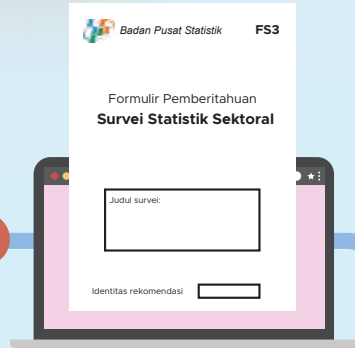 Badan Pusat Statistik FS3
Formulir Pemberitahuan
Survei Statistik Sektoral
Judul survei:
Identitas rekomendasi